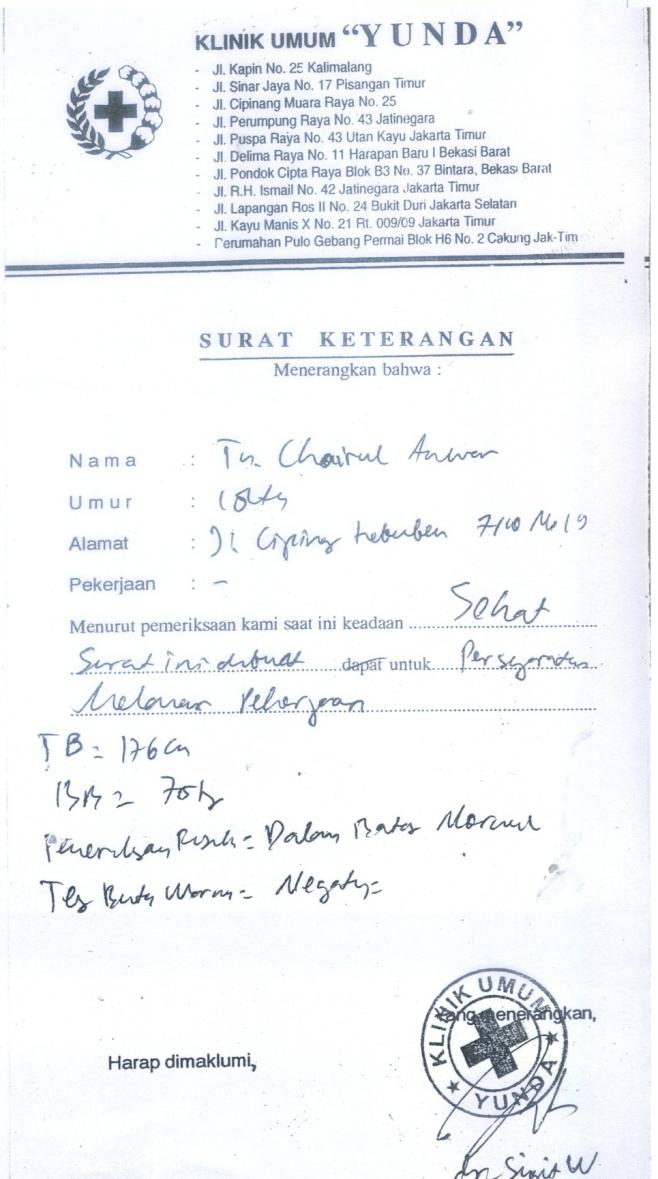 KLINIK UMUM "YUNDA"
- Jl. Kapin No. 25 Kalimalang
- Jl. Sinar Jaya No. 17 Pisangan Timur
- Jl. Cipinang Muara Raya No. 25
- Jl. Perumpung Raya No. 43 Jatinegara
- Jl. Puspa Raya No. 43 Utan Kayu Jakarta Timur
- Jl. Delima Raya No. 11 Harapan Baru I Bekasi Barat
- Jl. Pondok Cipta Raya Blok B3 No. 37 Bintara, Bekasi Barat
- Jl. R.H. Ismail No. 42 Jatinegara Jakarta Timur
- Jl. Lapangan Ros II No. 24 Bukit Duri Jakarta Selatan
- Jl. Kayu Manis X No. 21 Rt. 009/09 Jakarta Timur
- Perumahan Pulo Gebang Permai Blok H6 No. 2 Cakung Jak-Tim
SURAT KETERANGAN
Menerangkan bahwa :
Nama : Tn. Chairul Anwar
Umur :
Alamat : Jl.
Pekerjaan : -
Menurut pemeriksaan kami saat ini keadaan Sehat
Surat ini dibuat dapat untuk Persyaratan
Melamar Pekerjaan
TB = 176 cm
BB = 70 kg
Pemeriksaan Fisik = Dalam Batas Normal
Tes Buta Warna = Negatif
Yang menerangkan,
Harap dimaklumi,
KLINIK UMUM
YUNDA
dr. Sigit W